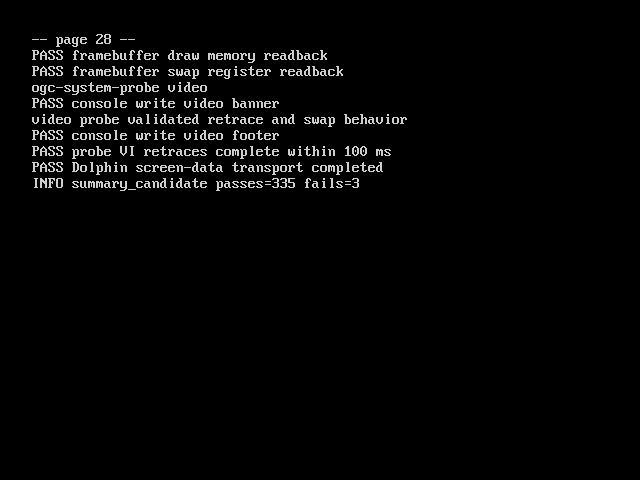 -- page 28 --
PASS framebuffer draw memory readback
PASS framebuffer swap register readback
ogc-system-probe video
PASS console write video banner
video probe validated retrace and swap behavior
PASS console write video footer
PASS probe VI retraces complete within 100 ms
PASS Dolphin screen-data transport completed
INFO summary_candidate passes=335 fails=3